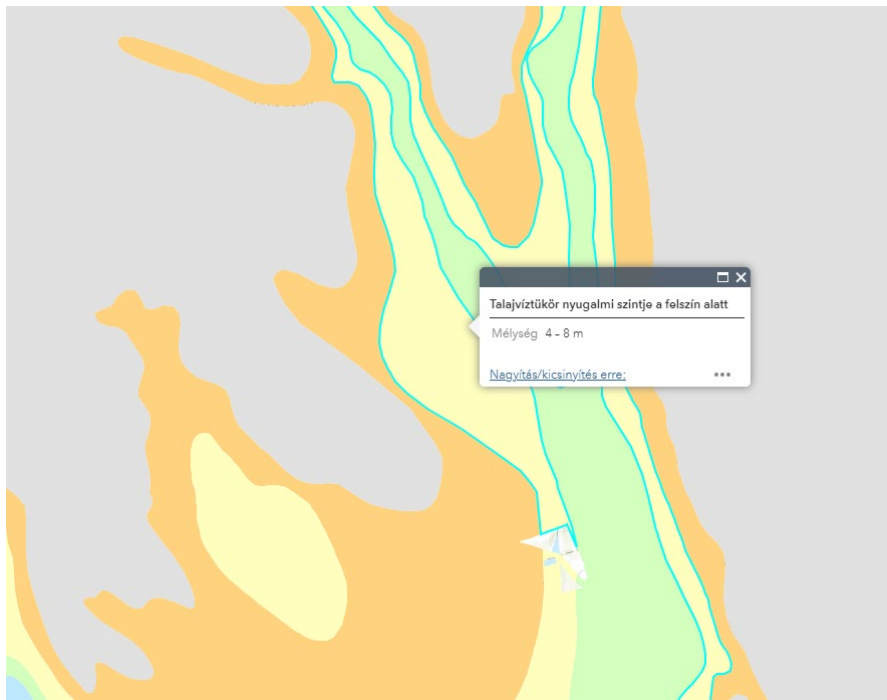 Talajvíztükör nyugalmi szintje a felszín alatt
Mélység 4 - 8 m
Nagyítás/kicsinyítés erre: